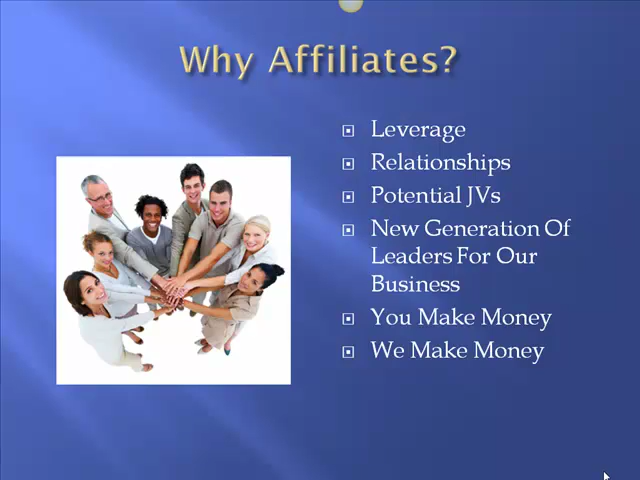 Why Affiliates?
Leverage
Relationships
Potential JVs
New Generation Of
Leaders For Our
Business
You Make Money
We Make Money